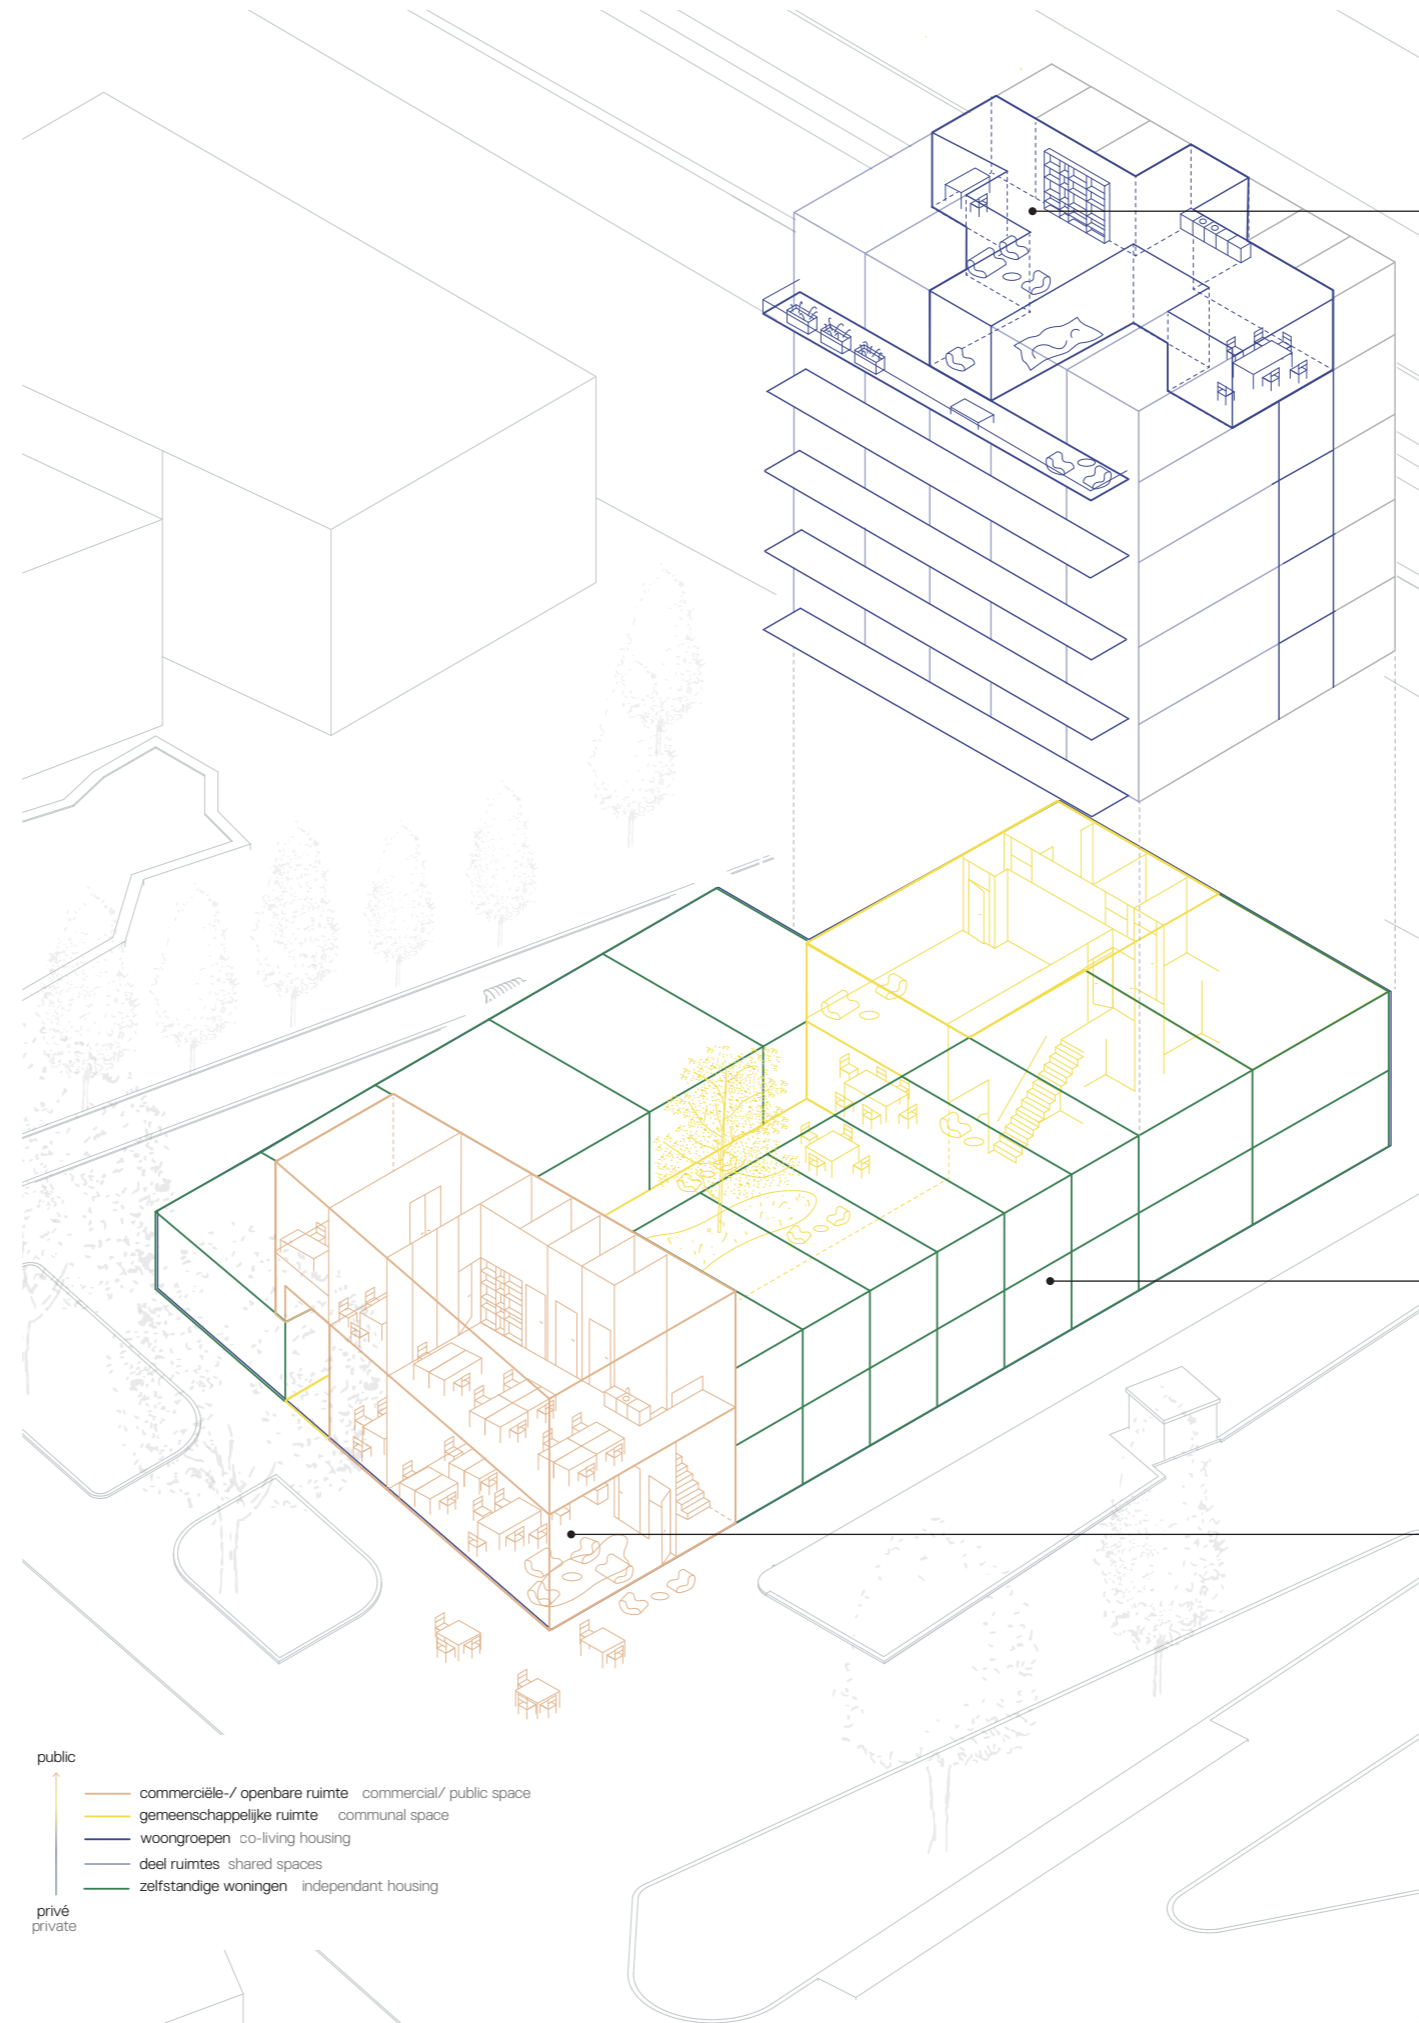 public
commerciële-/ openbare ruimte commercial/ public space
gemeenschappelijke ruimte communal space
woongroepen co-living housing
deel ruimtes shared spaces
zelfstandige woningen independant housing
privé
private